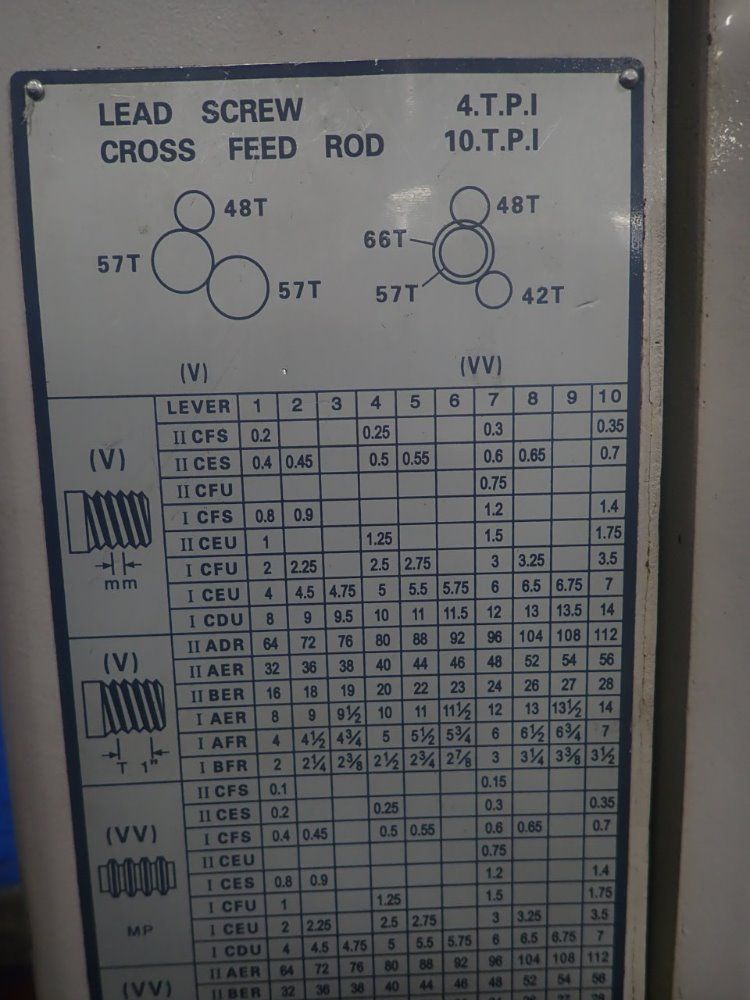 LEAD SCREW 4.T.P.I
CROSS FEED ROD 10.T.P.I
48T 48T
66T
57T 57T
57T 42T
(V) (VV)
LEVER 1 2 3 4 5 6 7 8 9 10
(V)
II CFS 0.2 0.25 0.3 0.35
II CES 0.4 0.45 0.5 0.55 0.6 0.65 0.7
II CFU 0.75
I CFS 0.8 0.9 1.2 1.4
II CEU 1 1.25 1.5 1.75
I CFU 2 2.25 2.5 2.75 3 3.25 3.5
mm
I CEU 4 4.5 4.75 5 5.5 5.75 6 6.5 6.75 7
I CDU 8 9 9.5 10 11 11.5 12 13 13.5 14
(V)
II ADR 64 72 76 80 88 92 96 104 108 112
II AER 32 36 38 40 44 46 48 52 54 56
II BER 16 18 19 20 22 23 24 26 27 28
I AER 8 9 9½ 10 11 11½ 12 13 13½ 14
I AFR 4 4½ 4¾ 5 5½ 5¾ 6 6½ 6¾ 7
T 1"
I BFR 2 2¼ 2⅜ 2½ 2¾ 2⅞ 3 3¼ 3⅜ 3½
II CFS 0.1 0.15
II CES 0.2 0.25 0.3 0.35
(VV)
I CFS 0.4 0.45 0.5 0.55 0.6 0.65 0.7
II CEU 0.75
I CES 0.8 0.9 1.2 1.4
I CFU 1 1.25 1.5 1.75
MP
I CEU 2 2.25 2.5 2.75 3 3.25 3.5
I CDU 4 4.5 4.75 5 5.5 5.75 6 6.5 6.75 7
(VV)
II AER 64 72 76 80 88 92 96 104 108 112
II BER 32 36 38 40 44 46 48 52 54 56